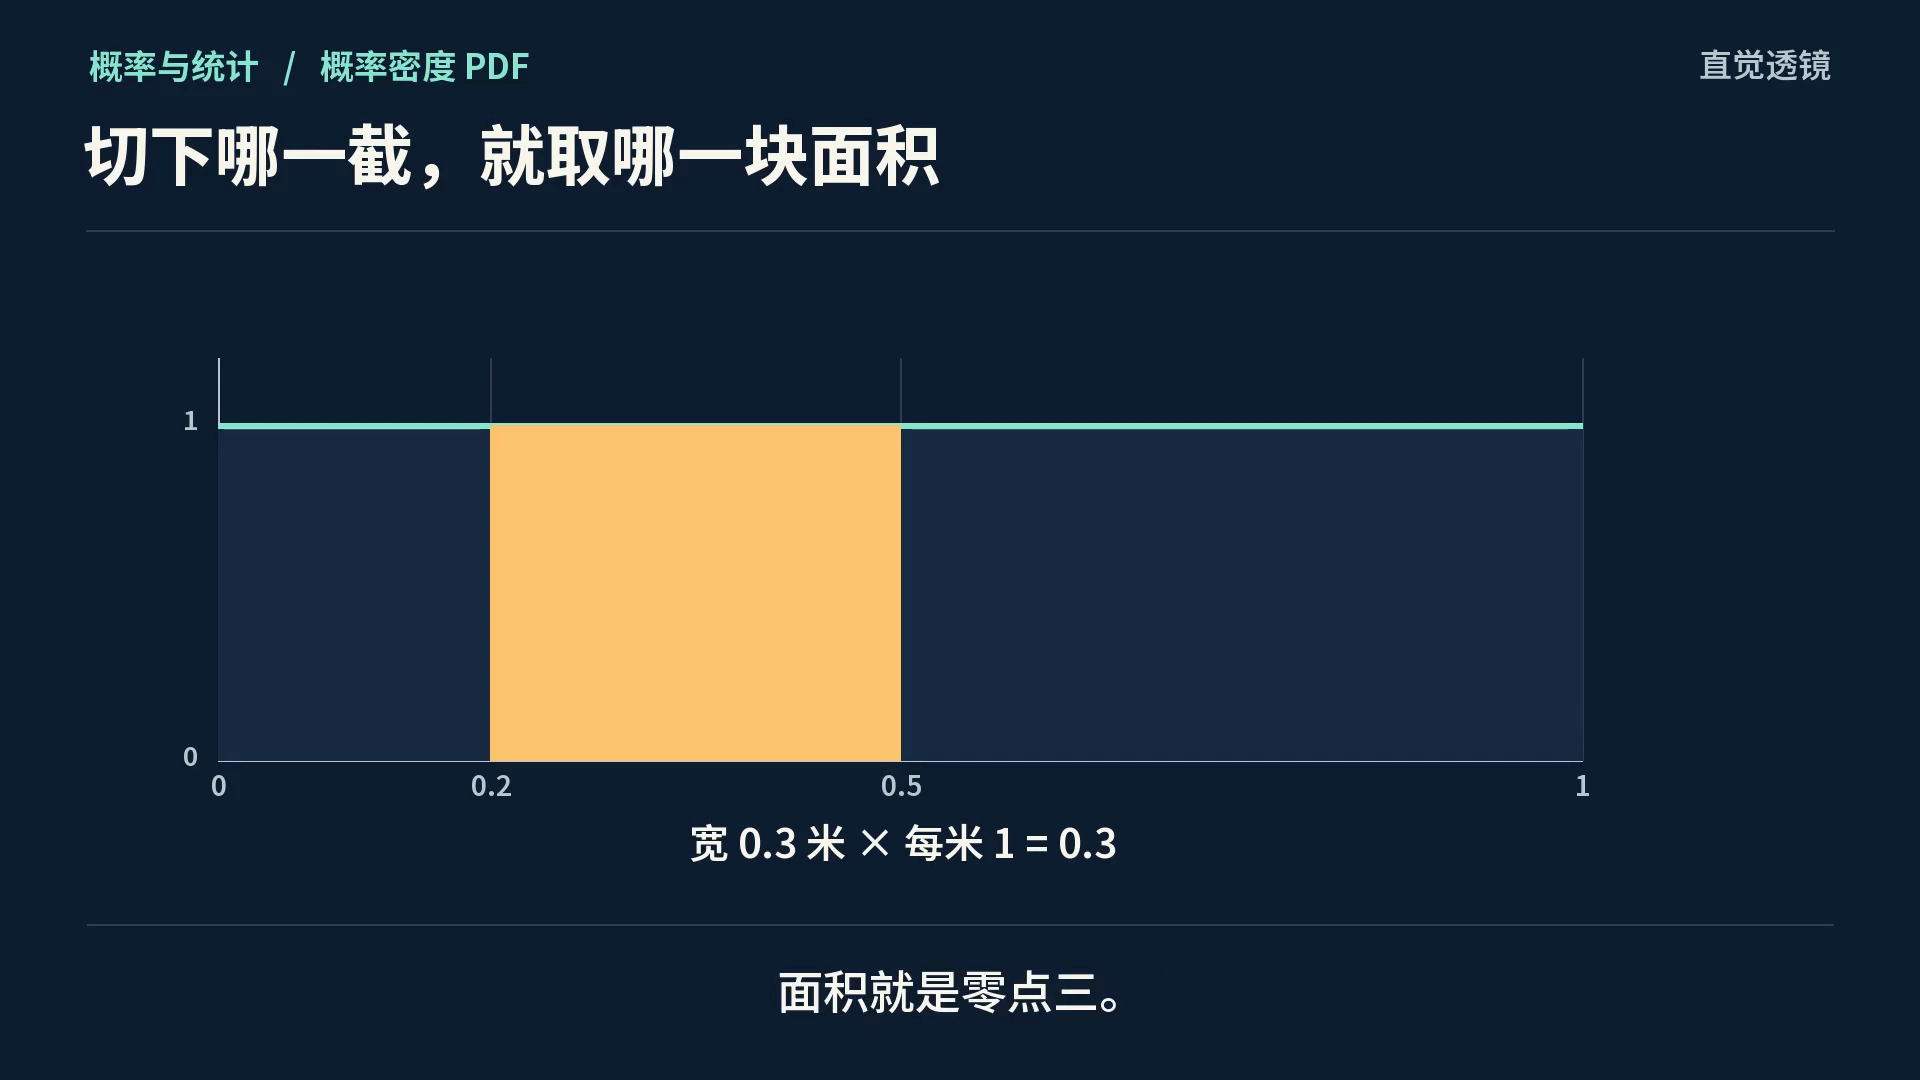 概率与统计 / 概率密度 PDF
直觉透镜
切下哪一截，就取哪一块面积
1
0
0 0.2 0.5 1
宽 0.3 米 × 每米 1 = 0.3
面积就是零点三。